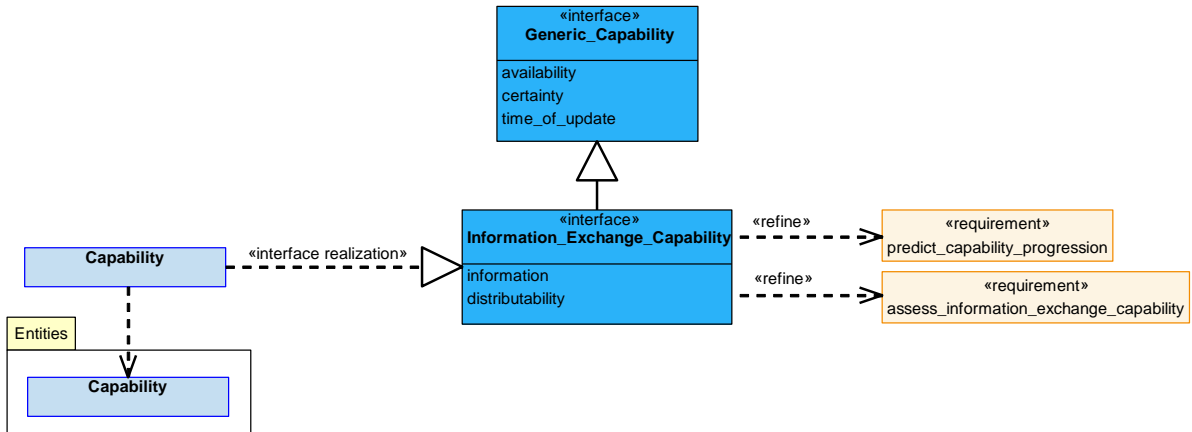 «interface»
Generic_Capability
availability
certainty
time_of_update
«interface»
Information_Exchange_Capability
information
distributability
«refine»
«requirement»
predict_capability_progression
«refine»
«requirement»
assess_information_exchange_capability
Capability
«interface realization»
Entities
Capability